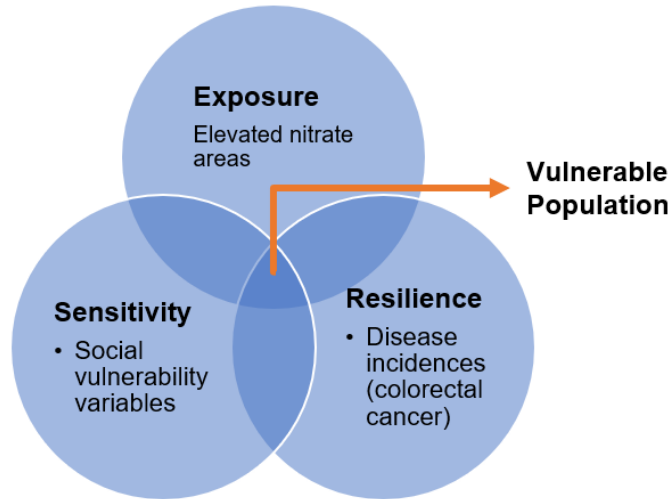 Exposure
Elevated nitrate
areas
Vulnerable
Population
Sensitivity
• Social
vulnerability
variables
Resilience
• Disease
incidences
(colorectal
cancer)